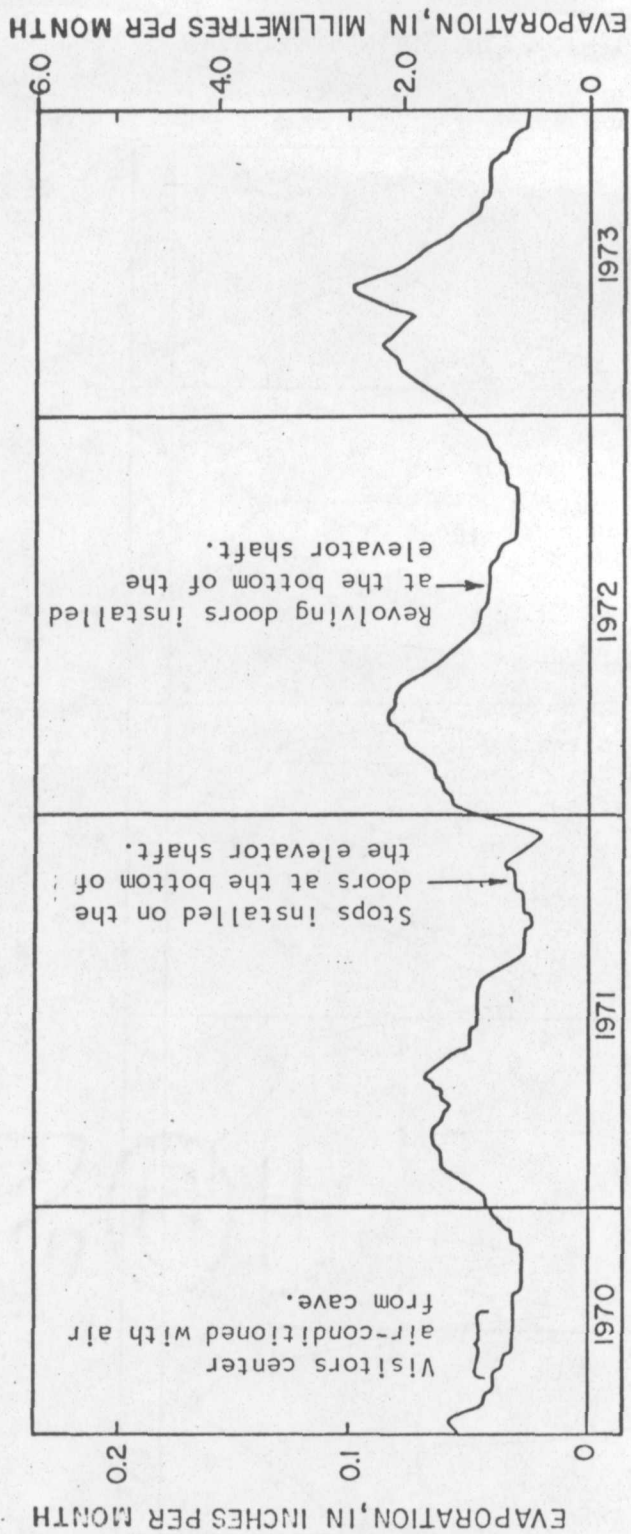 EVAPORATION, IN INCHES PER MONTH
0.2
0.1
0
Visitors center
air-conditioned with air
from cave.
Stops installed on the
doors at the bottom of
the elevator shaft.
Revolving doors installed
at the bottom of the
elevator shaft.
1970
1971
1972
1973
6.0
4.0
2.0
0
EVAPORATION, IN MILLIMETRES PER MONTH